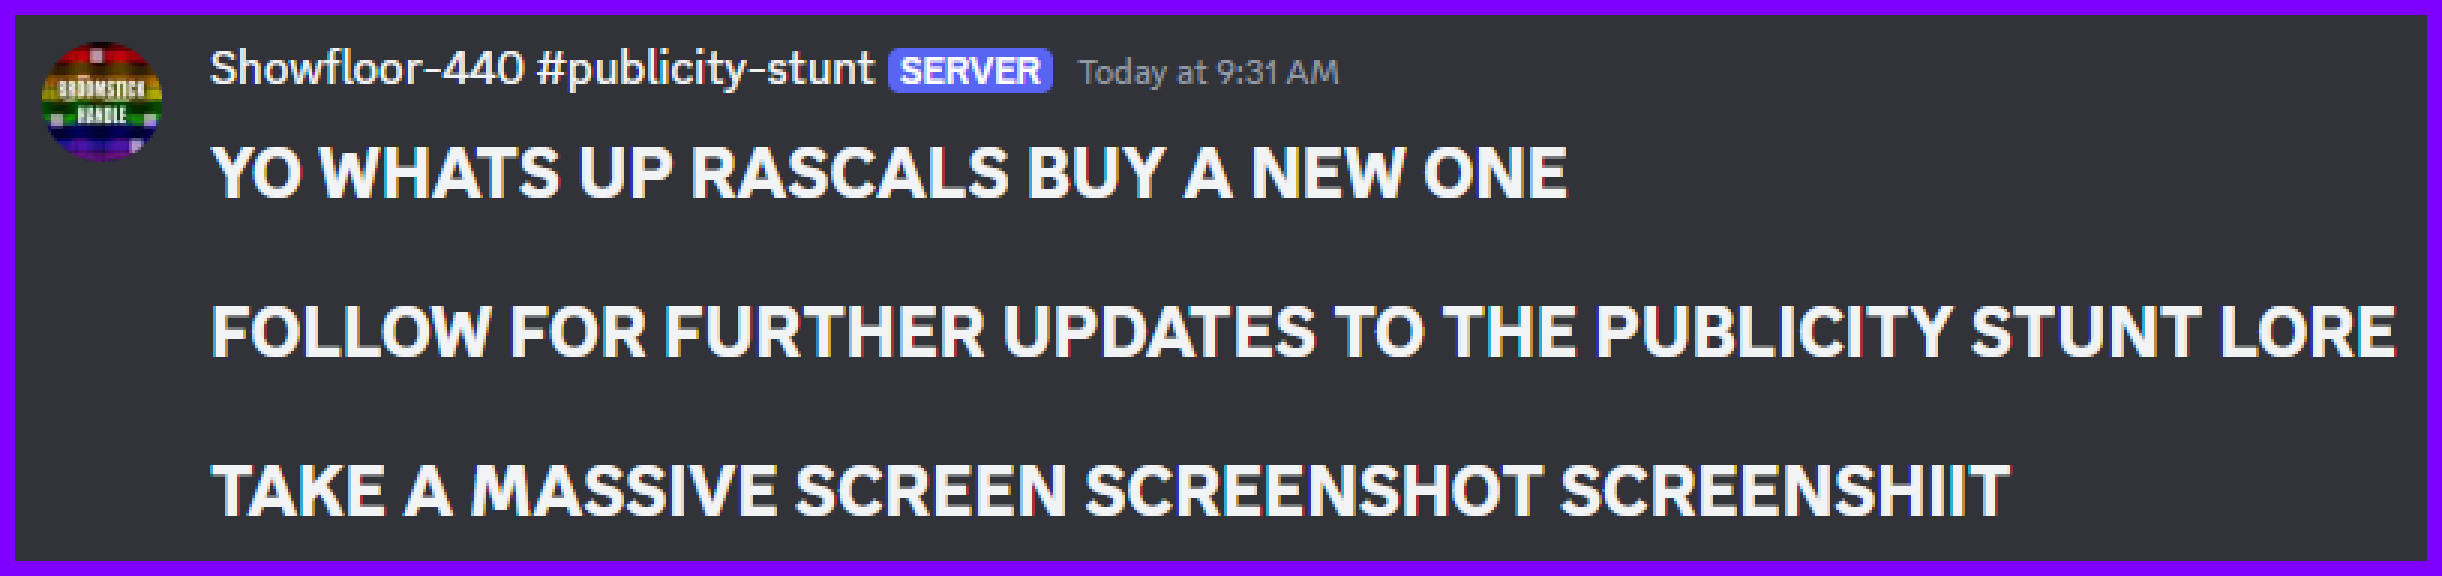 BROOMSTICK
HANDLE
Showfloor-440 #publicity-stunt SERVER Today at 9:31 AM
YO WHATS UP RASCALS BUY A NEW ONE
FOLLOW FOR FURTHER UPDATES TO THE PUBLICITY STUNT LORE
TAKE A MASSIVE SCREEN SCREENSHOT SCREENSHIIT